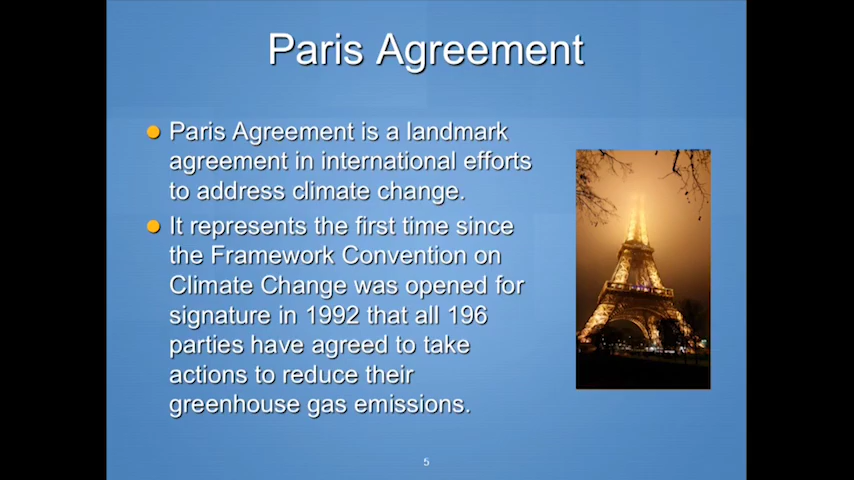 Paris Agreement
Paris Agreement is a landmark
agreement in international efforts
to address climate change.
It represents the first time since
the Framework Convention on
Climate Change was opened for
signature in 1992 that all 196
parties have agreed to take
actions to reduce their
greenhouse gas emissions.
5